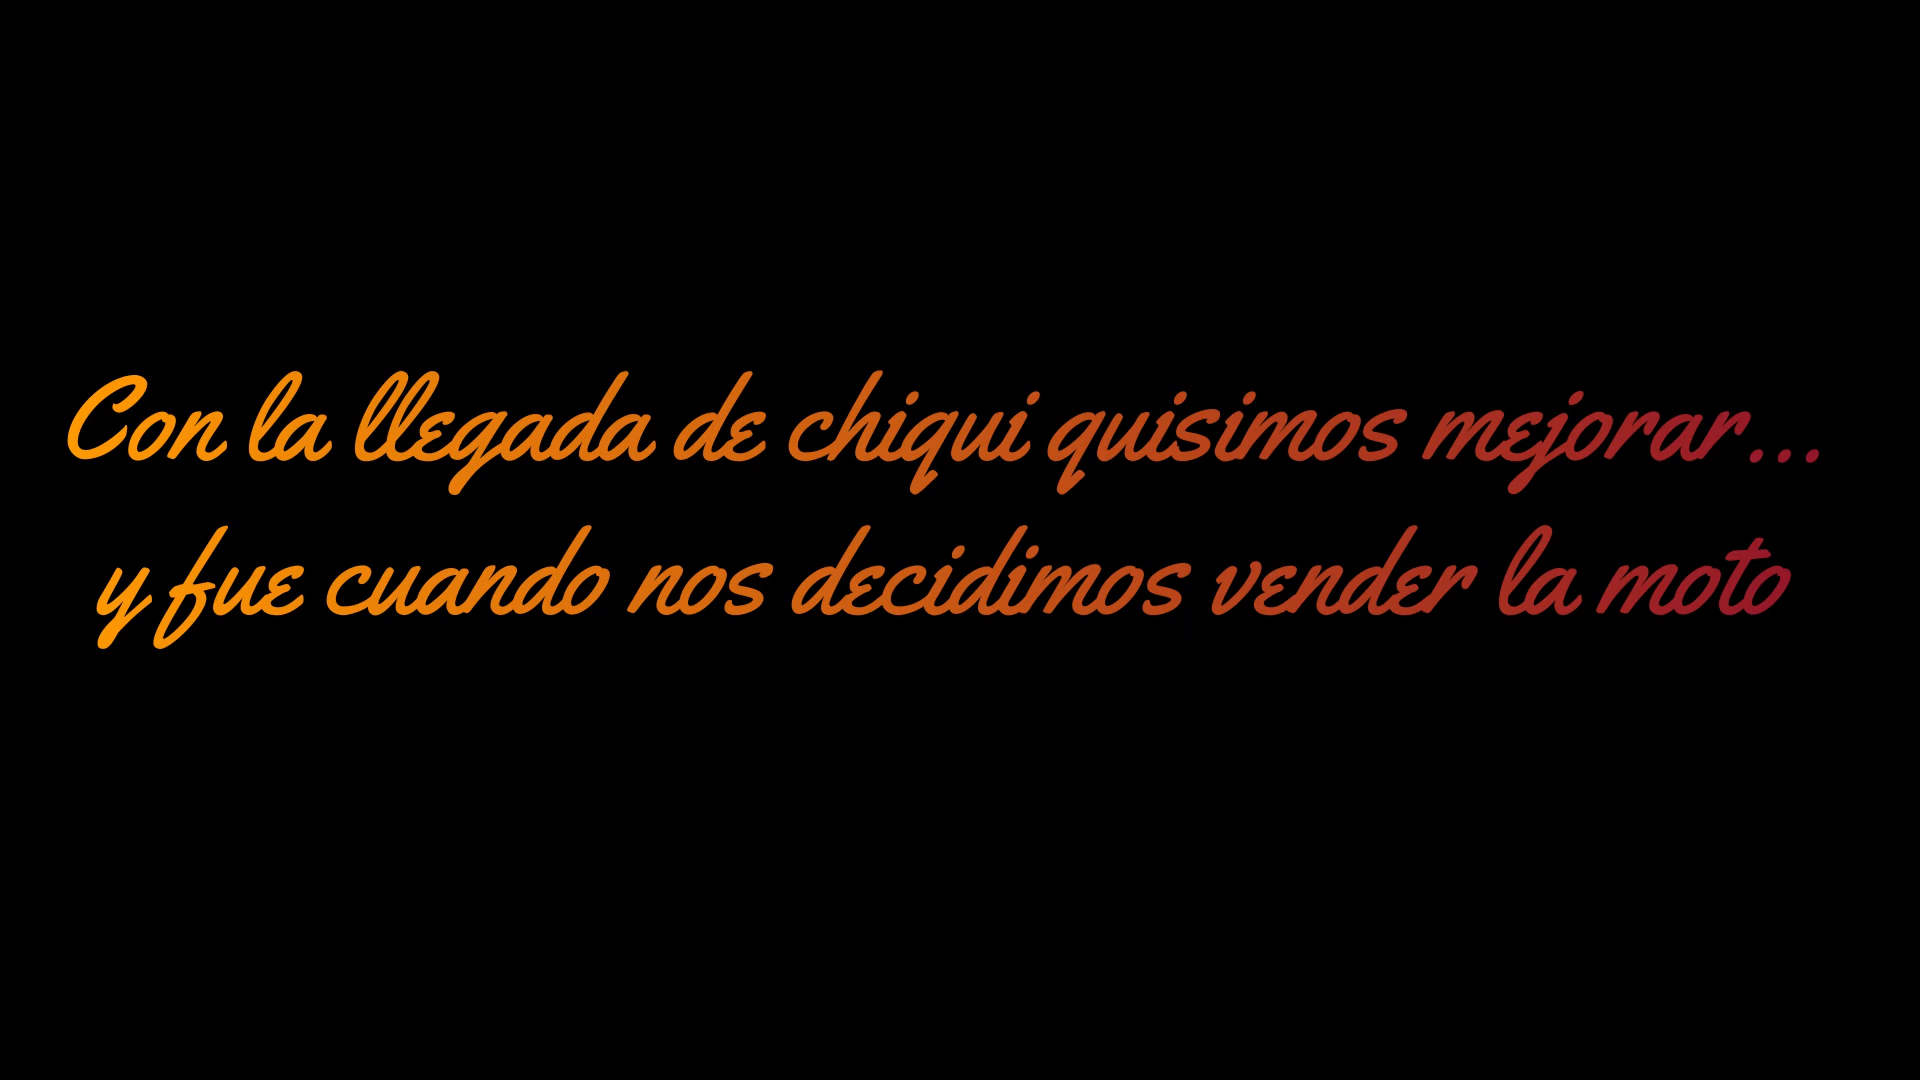 Con la llegada de chiqui quisimos mejorar...
y fue cuando nos decidimos vender la moto